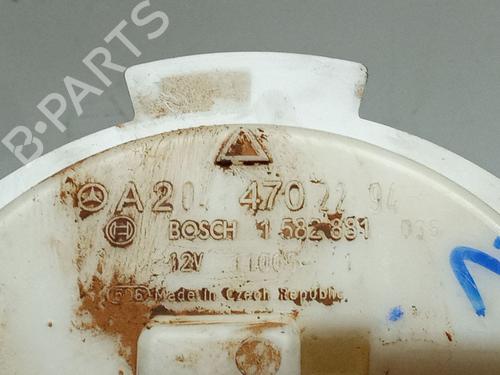 B-PARTS
A 204 470 22 94
BOSCH 1 582 881
12V
Made in Czech Republic